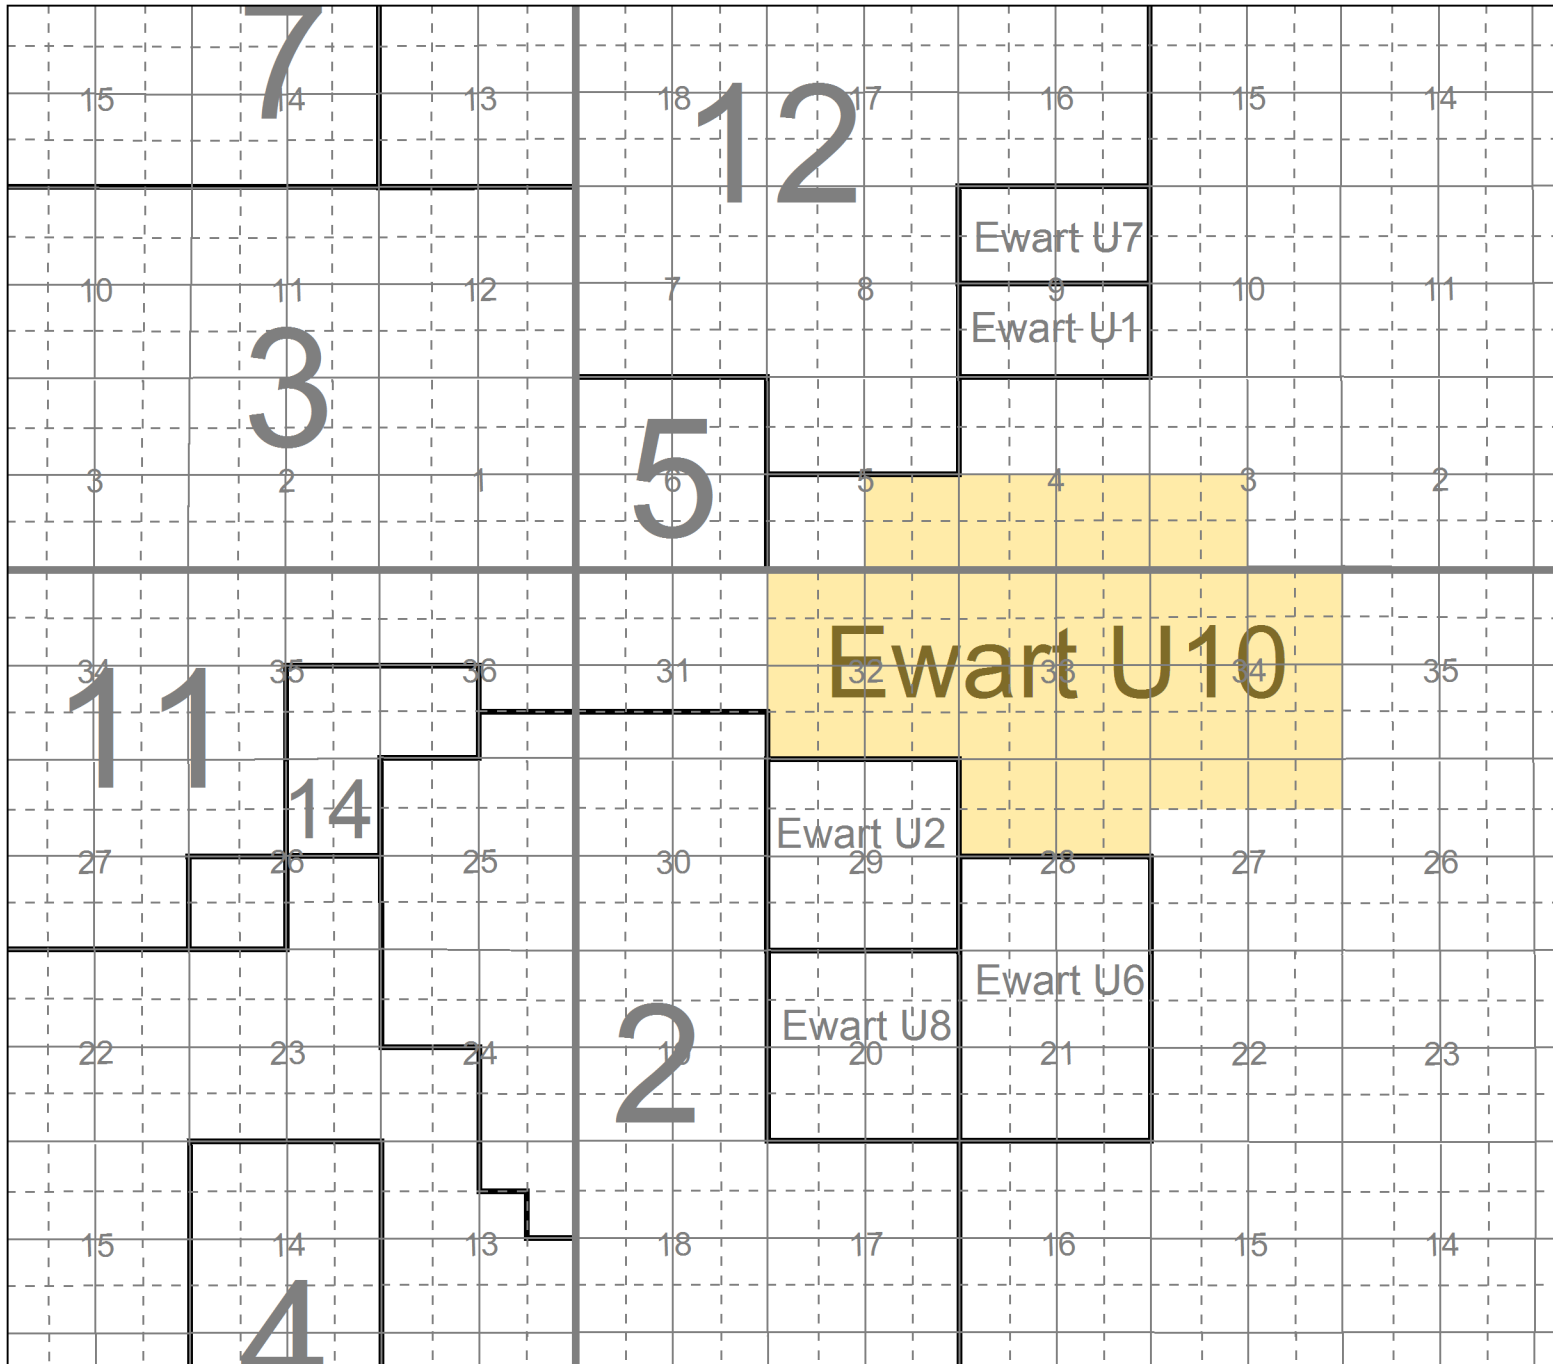 7
15 14 13 18 12 17 16 15 14
Ewart U7
10 11 12 7 8 9 10 11
Ewart U1
3
5
3 2 1 6 5 4 3 2
Ewart U10
34 35 36 31 32 33 34 35
11
14
Ewart U2
27 26 25 30 29 28 27 26
Ewart U6
Ewart U8
22 23 24 19 20 21 22 23
2
15 14 13 18 17 16 15 14
4